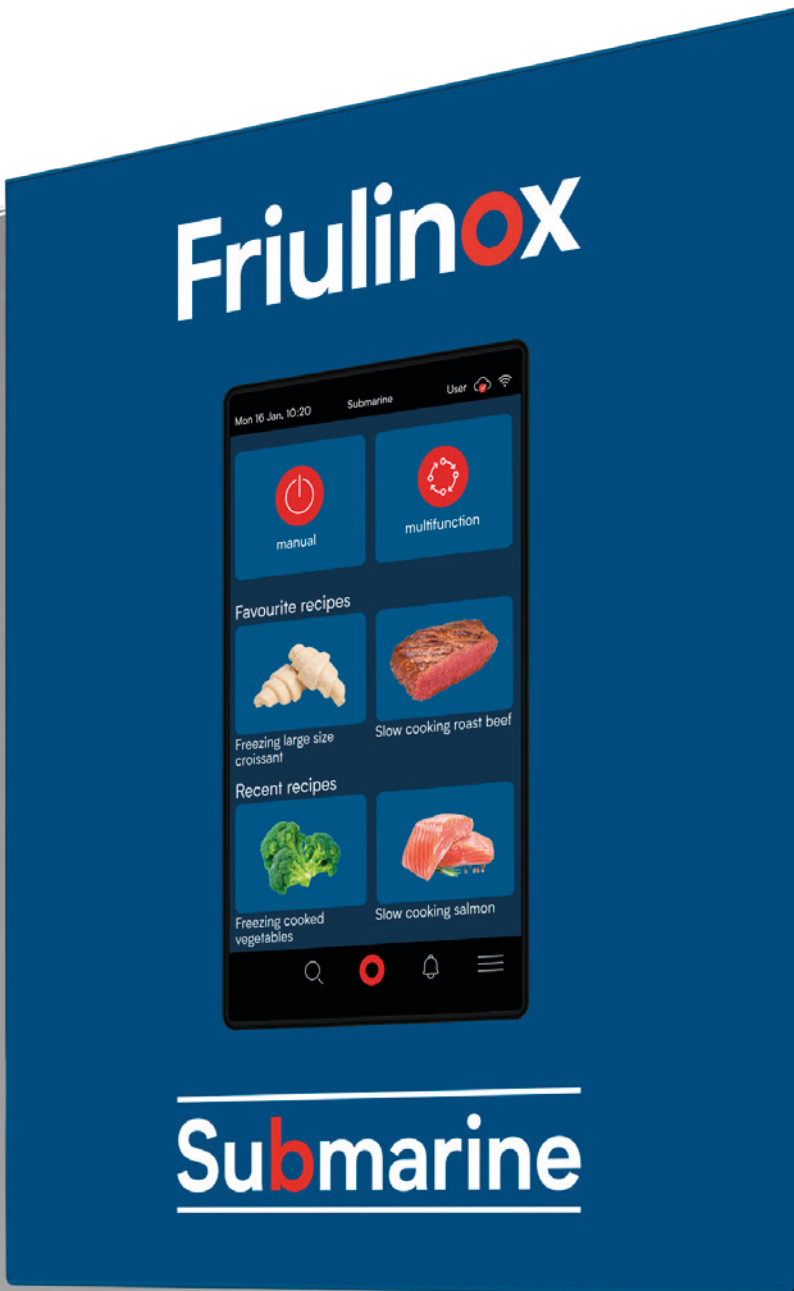 Friulinox
Mon 16 Jan, 10:20 Submarine User
manual multifunction
Favourite recipes
Freezing large size
croissant
Slow cooking roast beef
Recent recipes
Freezing cooked
vegetables
Slow cooking salmon
Submarine